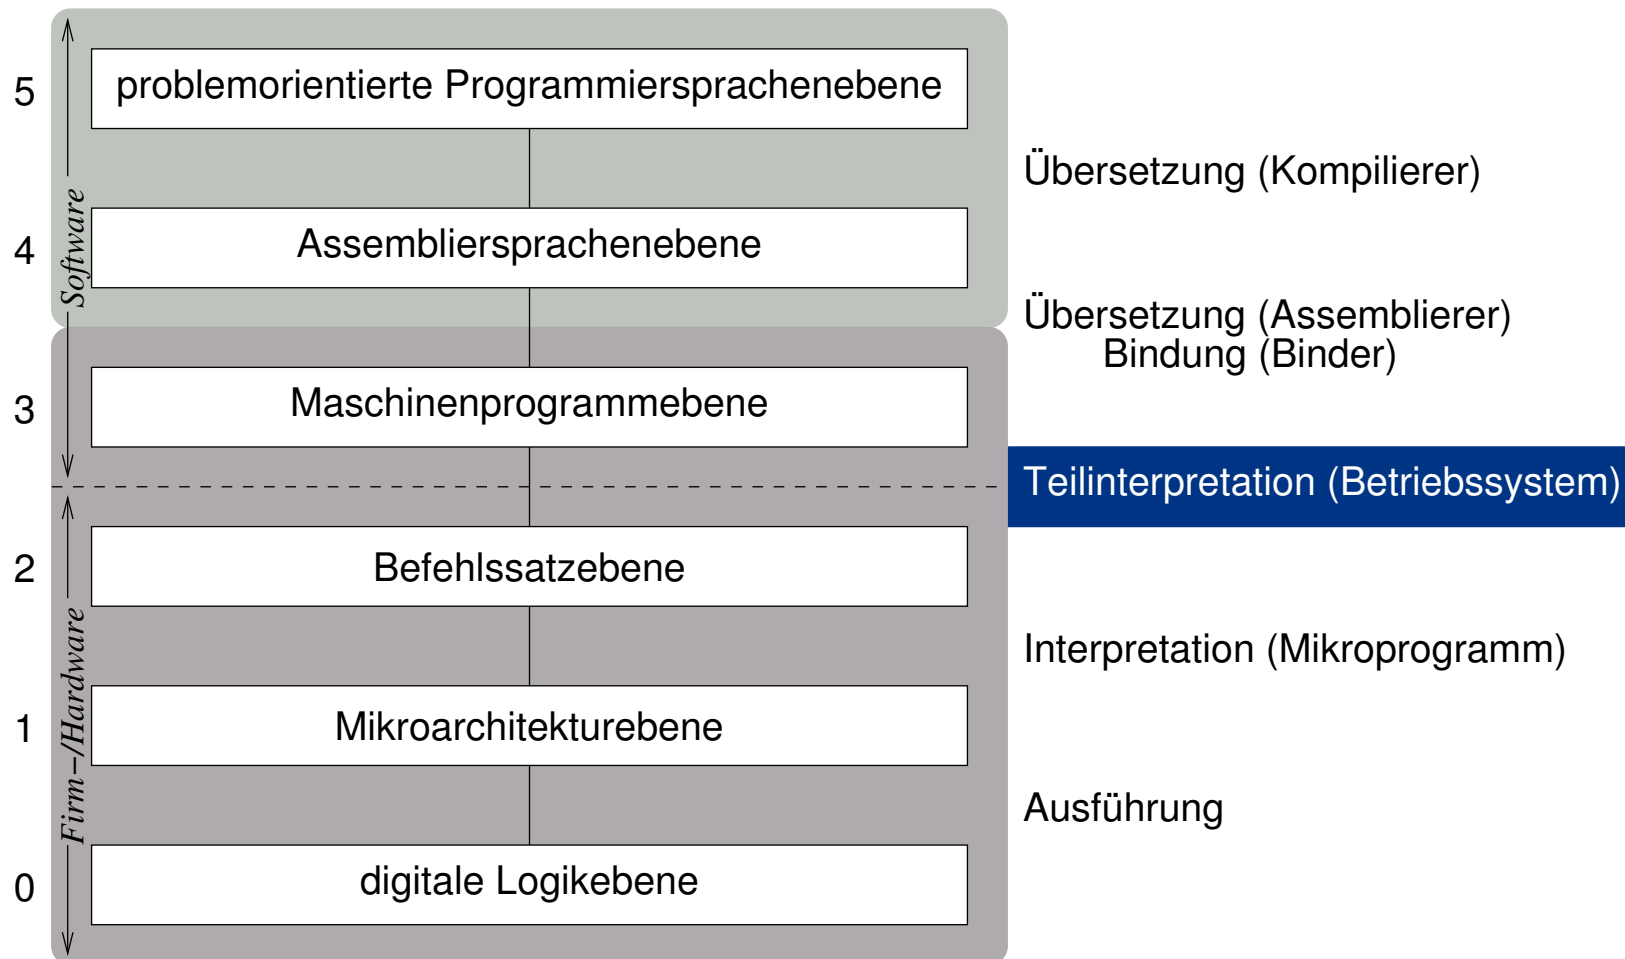 5
problemorientierte Programmiersprachenebene
Übersetzung (Kompilierer)
4
Assembliersprachenebene
Software
Übersetzung (Assemblierer)
Bindung (Binder)
3
Maschinenprogrammebene
Teilinterpretation (Betriebssystem)
2
Befehlssatzebene
Interpretation (Mikroprogramm)
Firm-/Hardware
1
Mikroarchitekturebene
Ausführung
0
digitale Logikebene